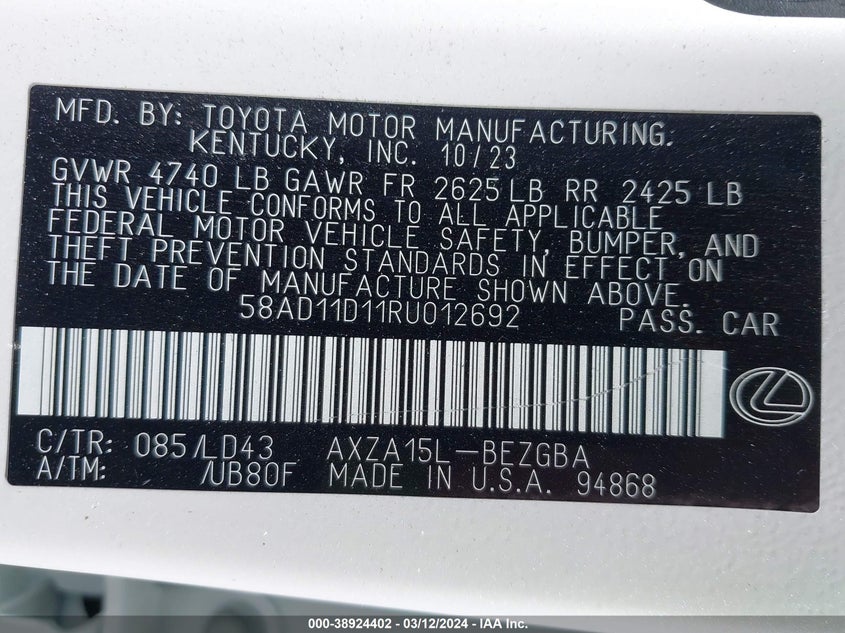 MFD. BY: TOYOTA MOTOR MANUFACTURING,
KENTUCKY, INC. 10/23
GVWR 4740 LB GAWR FR 2625 LB RR 2425 LB
THIS VEHICLE CONFORMS TO ALL APPLICABLE
FEDERAL MOTOR VEHICLE SAFETY, BUMPER, AND
THEFT PREVENTION STANDARDS IN EFFECT ON
THE DATE OF MANUFACTURE SHOWN ABOVE.
58AD11D11RU012692 PASS. CAR
C/TR: 085/LD43 AXZA15L-BEZGBA
A/TM: /UB80F MADE IN U.S.A. 94868
000-38924402 - 03/12/2024 - IAA Inc.